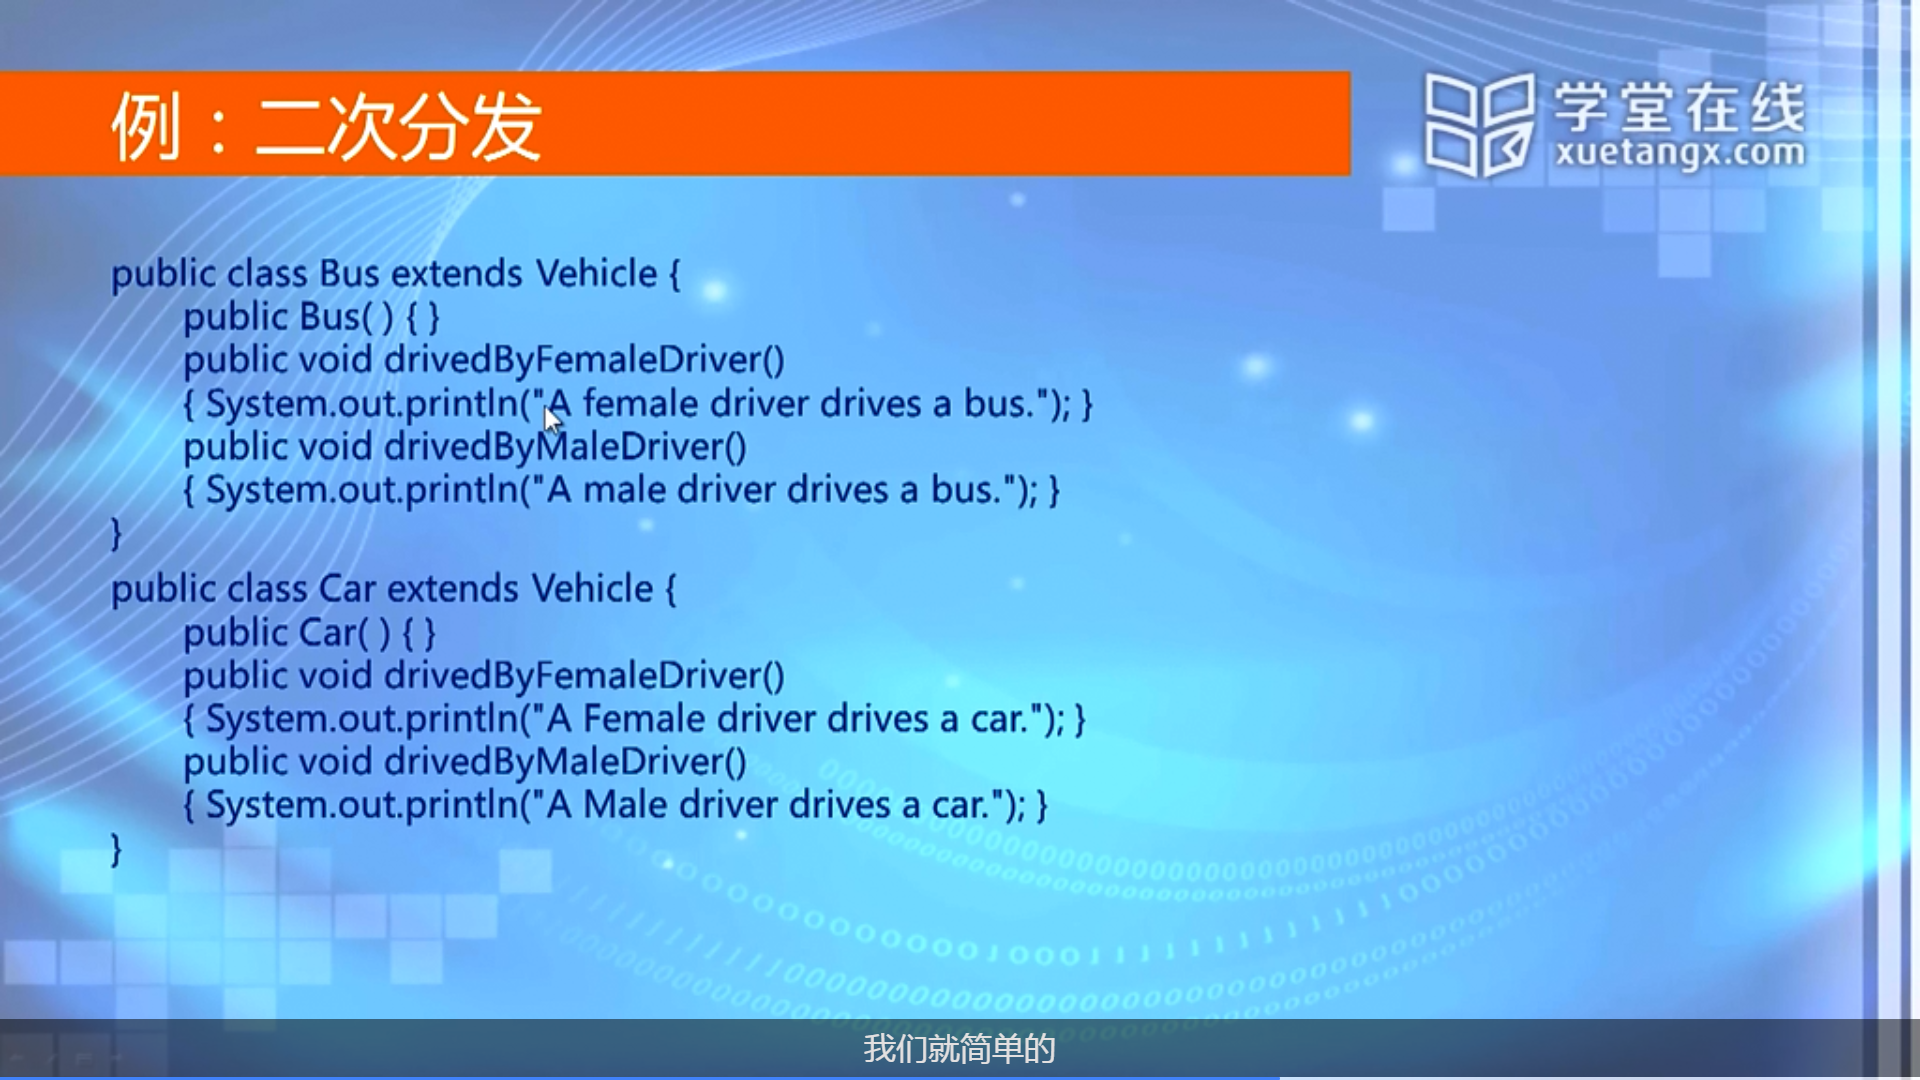 例：二次分发
学堂在线
xuetangx.com
public class Bus extends Vehicle {
public Bus( ) { }
public void drivedByFemaleDriver()
{ System.out.println("A female driver drives a bus."); }
public void drivedByMaleDriver()
{ System.out.println("A male driver drives a bus."); }
}
public class Car extends Vehicle {
public Car( ) { }
public void drivedByFemaleDriver()
{ System.out.println("A Female driver drives a car."); }
public void drivedByMaleDriver()
{ System.out.println("A Male driver drives a car."); }
}
我们就简单的